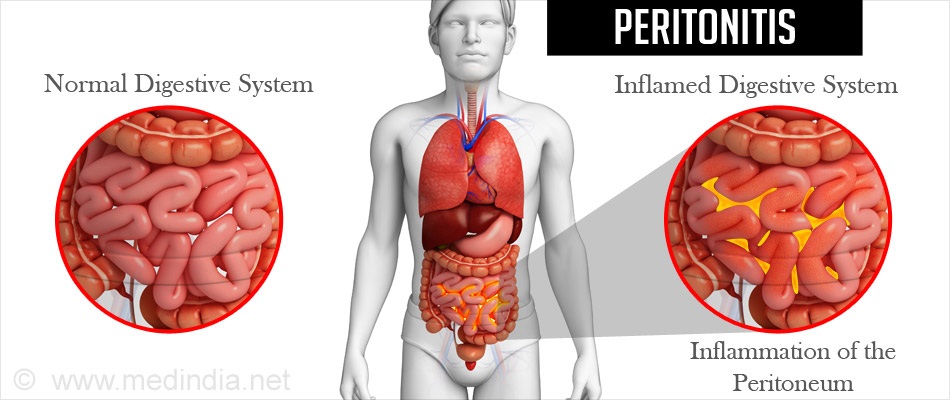 PERITONITIS
Normal Digestive System
Inflamed Digestive System
Inflammation of the
Peritoneum
© www.medindia.net